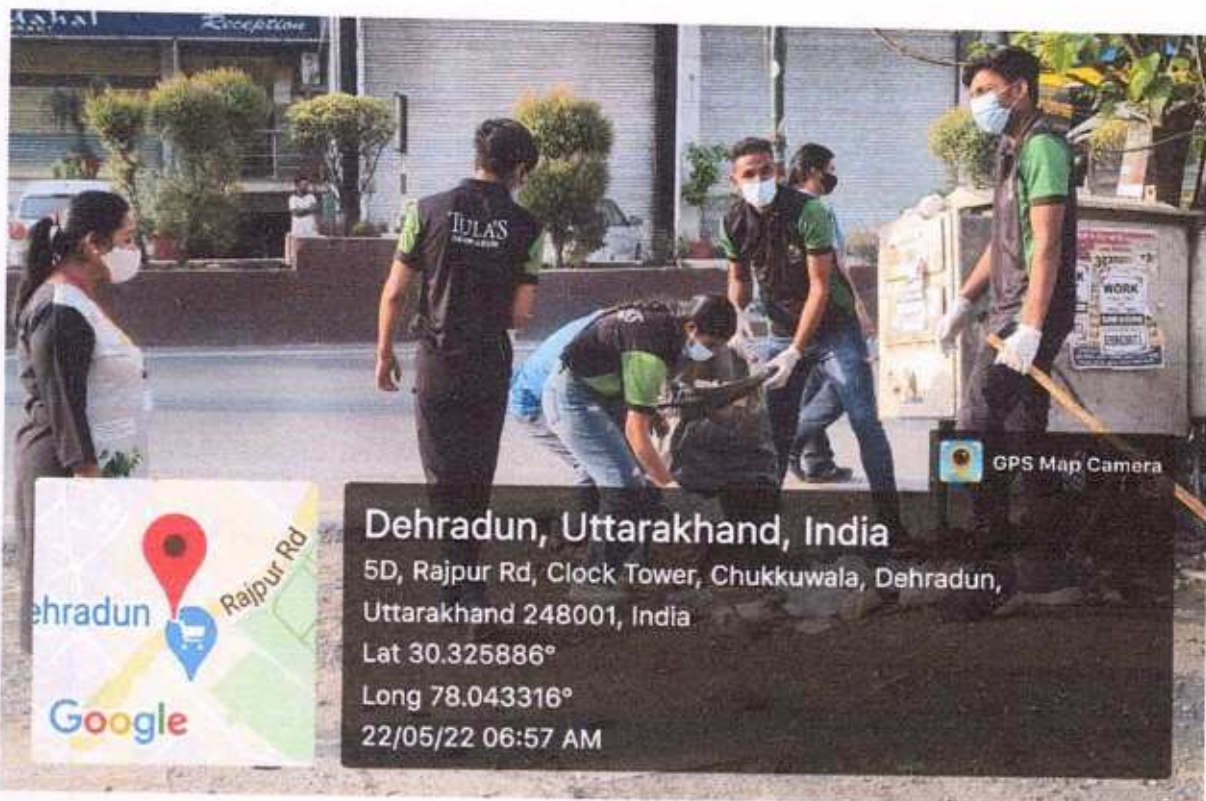 ahal Reception
TULA'S
WORK
GPS Map Camera
Dehradun, Uttarakhand, India
5D, Rajpur Rd, Clock Tower, Chukkuwala, Dehradun,
Uttarakhand 248001, India
Lat 30.325886°
Long 78.043316°
22/05/22 06:57 AM
Rajpur Rd
ehradun
Google